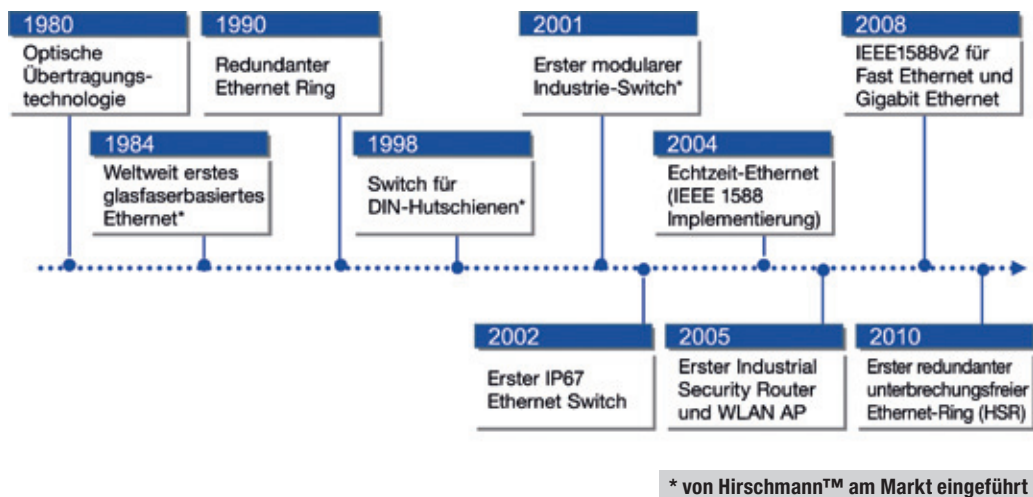 1980
Optische
Übertragungs-
technologie
1984
Weltweit erstes
glasfaserbasiertes
Ethernet*
1990
Redundanter
Ethernet Ring
1998
Switch für
DIN-Hutschienen*
2001
Erster modularer
Industrie-Switch*
2002
Erster IP67
Ethernet Switch
2004
Echtzeit-Ethernet
(IEEE 1588
Implementierung)
2005
Erster Industrial
Security Router
und WLAN AP
2008
IEEE1588v2 für
Fast Ethernet und
Gigabit Ethernet
2010
Erster redundanter
unterbrechungsfreier
Ethernet-Ring (HSR)
* von Hirschmann™ am Markt eingeführt